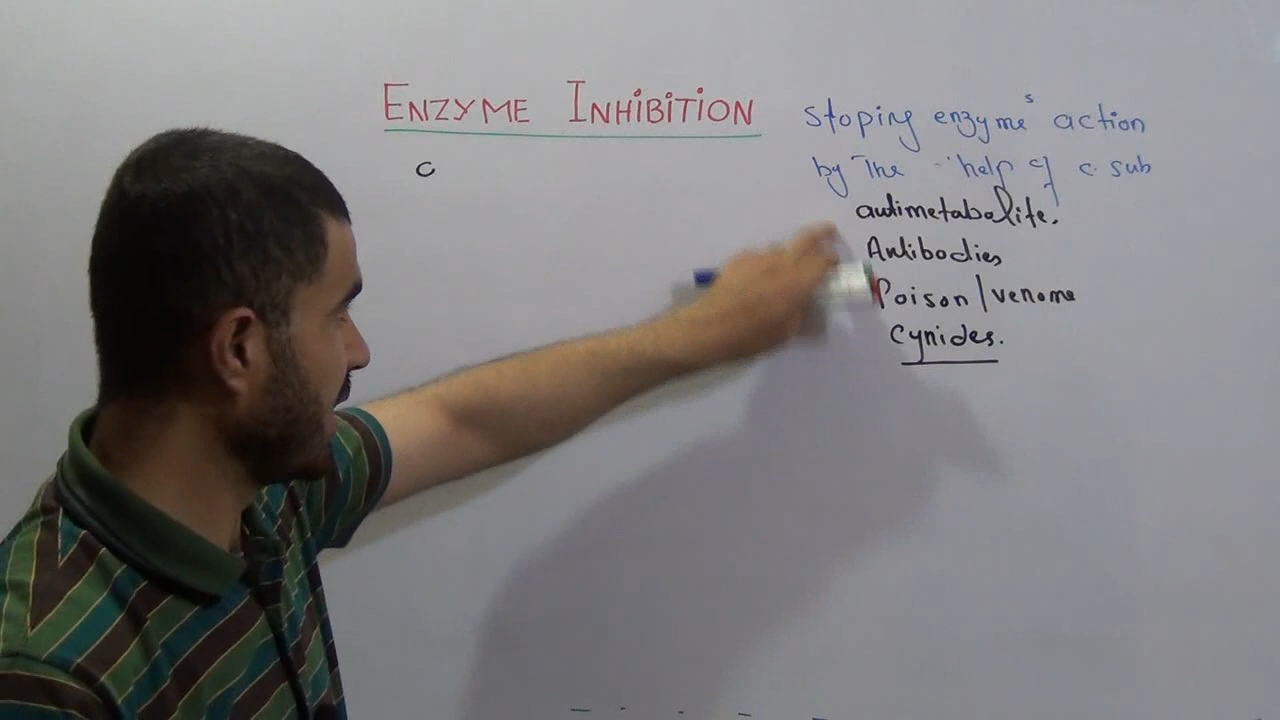 ENZYME INHIBITION
stoping enzyme's action
by The help of c. sub
c
antimetabolite.
Antibodies
Poison/venome
Cynides.